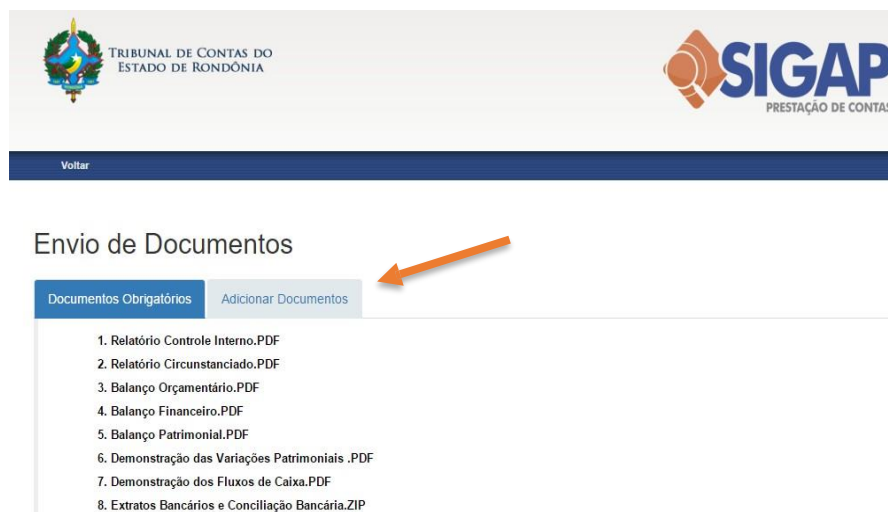 TRIBUNAL DE CONTAS DO
ESTADO DE RONDÔNIA
SIGAP
PRESTAÇÃO DE CONTAS
Voltar
Envio de Documentos
Documentos Obrigatórios
Adicionar Documentos
1. Relatório Controle Interno.PDF
2. Relatório Circunstanciado.PDF
3. Balanço Orçamentário.PDF
4. Balanço Financeiro.PDF
5. Balanço Patrimonial.PDF
6. Demonstração das Variações Patrimoniais .PDF
7. Demonstração dos Fluxos de Caixa.PDF
8. Extratos Bancários e Conciliação Bancária.ZIP